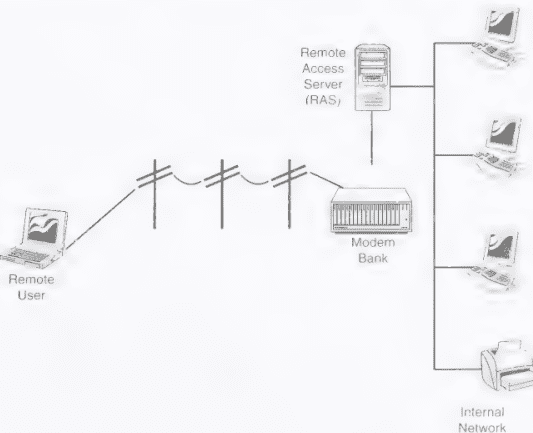 Remote
Access
Server
(RAS)
Modem
Bank
Remote
User
Internal
Network